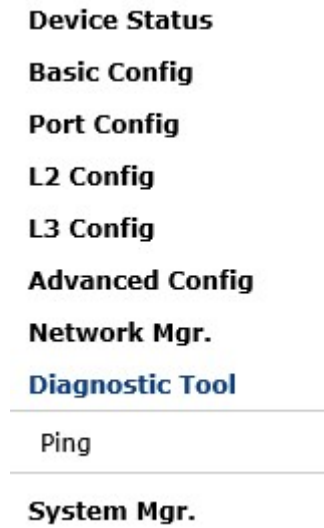 Device Status
Basic Config
Port Config
L2 Config
L3 Config
Advanced Config
Network Mgr.
Diagnostic Tool
Ping
System Mgr.